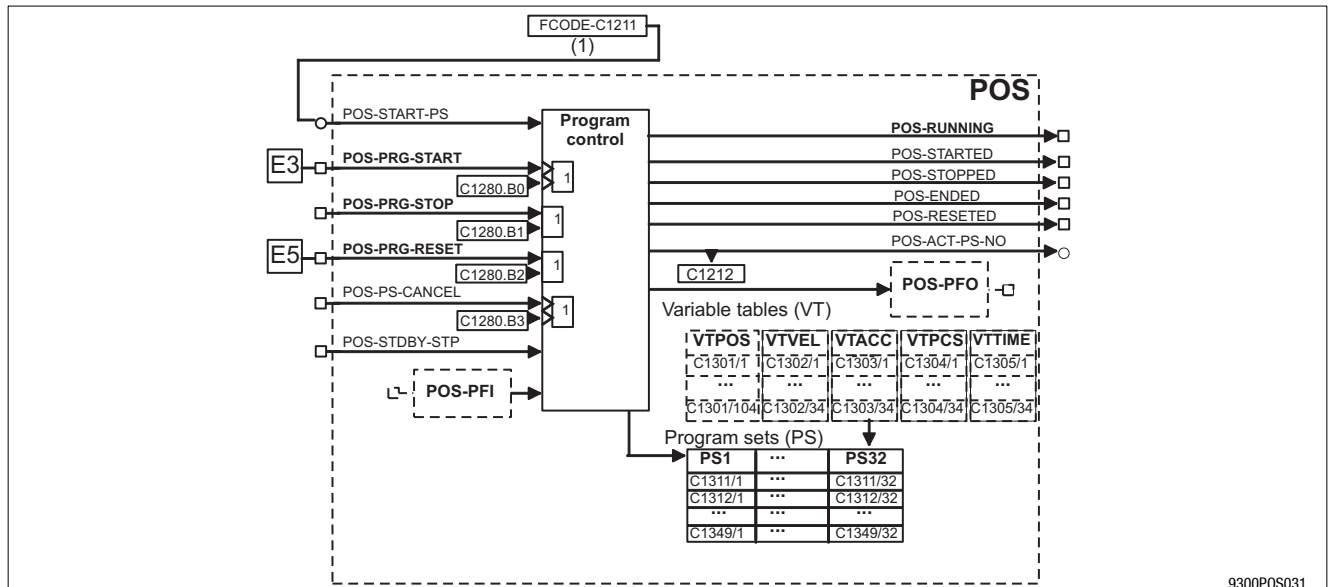 FCODE-C1211
(1)
POS
POS-START-PS
Program
control
POS-RUNNING
E3
POS-PRG-START
1
C1280.B0
POS-STARTED
POS-STOPPED
POS-PRG-STOP
1
C1280.B1
POS-ENDED
POS-RESETED
E5
POS-PRG-RESET
1
C1280.B2
POS-ACT-PS-NO
C1212
POS-PS-CANCEL
1
C1280.B3
POS-PFO
Variable tables (VT)
POS-STDBY-STP
VTPOS VTVEL VTACC VTPCS VTTIME
C1301/1 C1302/1 C1303/1 C1304/1 C1305/1
... ... ... ... ...
C1301/104 C1302/34 C1303/34 C1304/34 C1305/34
POS-PFI
Program sets (PS)
PS1 ... PS32
C1311/1 ... C1311/32
C1312/1 ... C1312/32
... ... ...
C1349/1 ... C1349/32
9300POS031